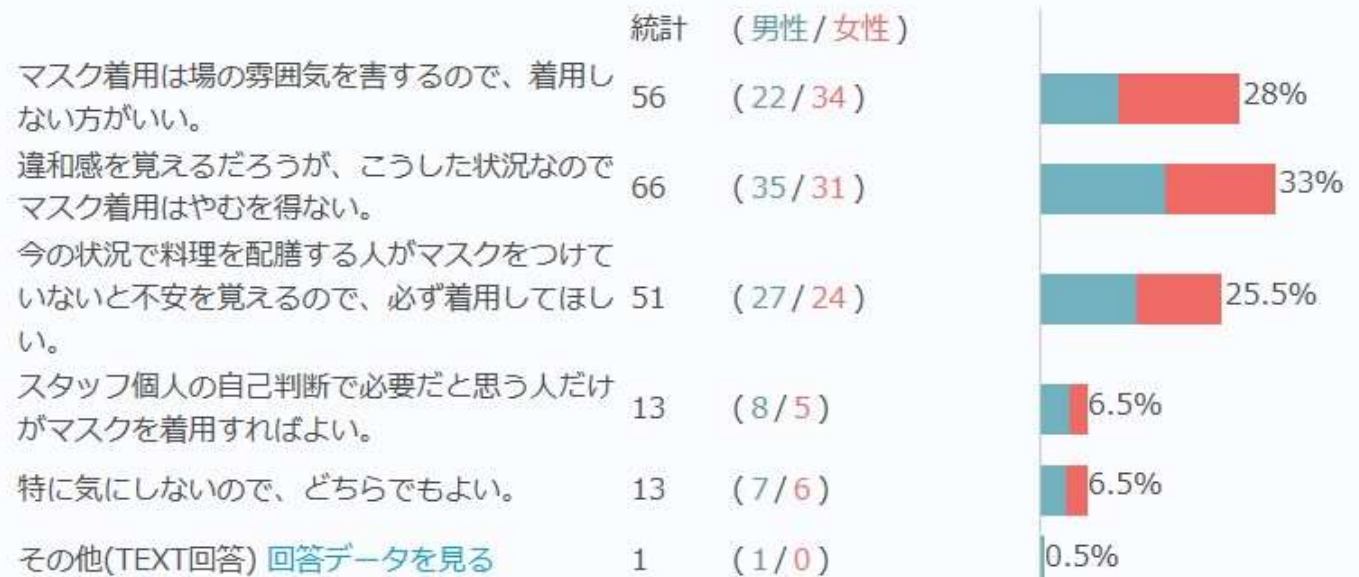 統計 (男性/女性)
マスク着用は場の雰囲気を害するので、着用し
ない方がいい。
56 (22/34) 28%
違和感を覚えるだろうが、こうした状況なので
マスク着用はやむを得ない。
66 (35/31) 33%
今の状況で料理を配膳する人がマスクをつけて
いないと不安を覚えるので、必ず着用してほし
い。
51 (27/24) 25.5%
スタッフ個人の自己判断で必要だと思う人だけ
がマスクを着用すればよい。
13 (8/5) 6.5%
特に気にしないので、どちらでもよい。 13 (7/6) 6.5%
その他(TEXT回答) 回答データを見る 1 (1/0) 0.5%